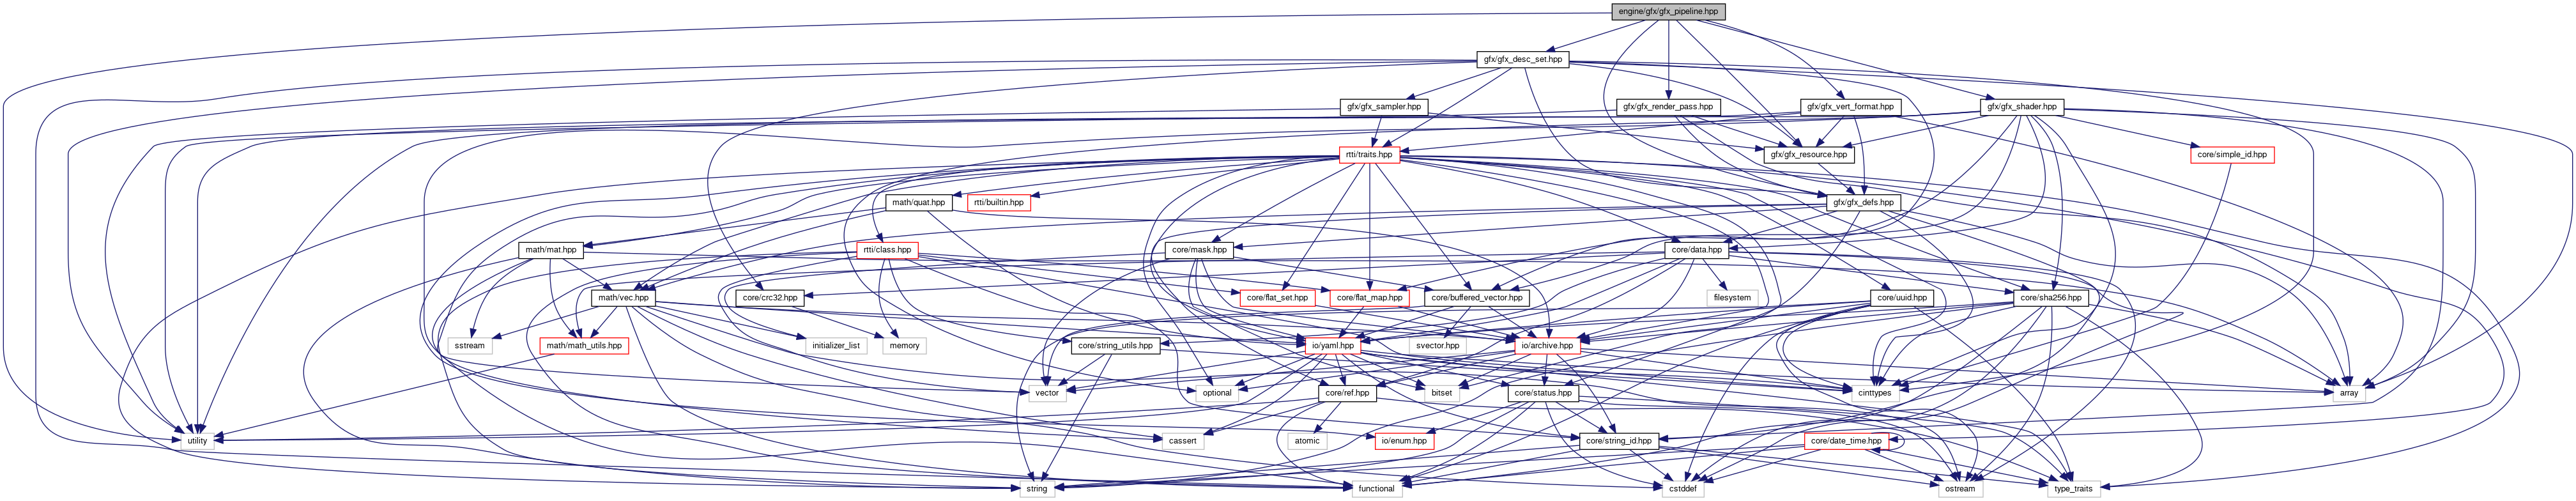 engine/gfx/gfx_pipeline.hpp
gfx/gfx_desc_set.hpp
gfx/gfx_sampler.hpp
gfx/gfx_render_pass.hpp
gfx/gfx_vert_format.hpp
gfx/gfx_shader.hpp
rtti/traits.hpp
gfx/gfx_resource.hpp
core/simple_id.hpp
math/quat.hpp
rtti/builtin.hpp
gfx/gfx_defs.hpp
math/mat.hpp
rtti/class.hpp
core/mask.hpp
core/data.hpp
math/vec.hpp
core/crc32.hpp
core/flat_set.hpp
core/flat_map.hpp
core/buffered_vector.hpp
core/uuid.hpp
filesystem
core/sha256.hpp
sstream
math/math_utils.hpp
initializer_list
memory
core/string_utils.hpp
io/yaml.hpp
svector.hpp
io/archive.hpp
vector
optional
core/ref.hpp
bitset
core/status.hpp
cinttypes
array
utility
cassert
atomic
io/enum.hpp
core/string_id.hpp
core/date_time.hpp
string
functional
cstddef
ostream
type_traits